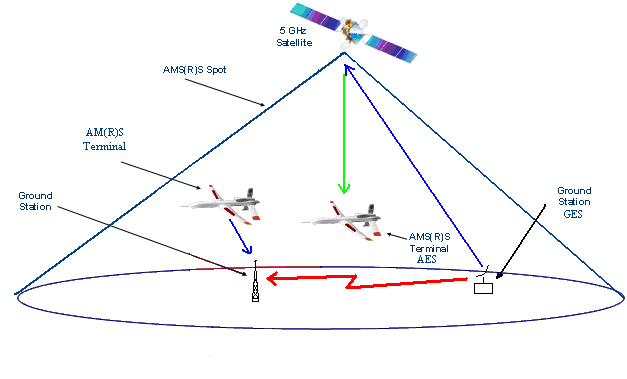 5 GHz
Satellite
AMS(R)S Spot
AM(R)S
Terminal
Ground
Station
Ground
Station
GES
AMS(R)S
Terminal
AES